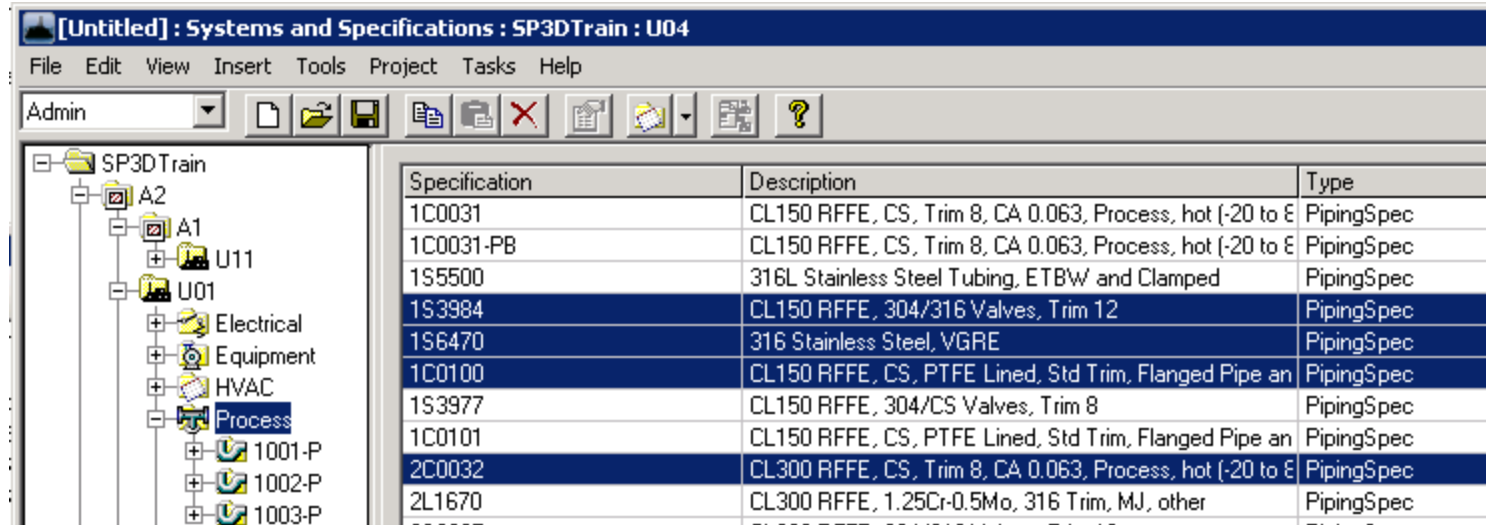 [Untitled] : Systems and Specifications : SP3DTrain : U04
File Edit View Insert Tools Project Tasks Help
Admin
SP3DTrain
A2
A1
U11
U01
Electrical
Equipment
HVAC
Process
1001-P
1002-P
1003-P
Specification Description Type
1C0031 CL150 RFFE, CS, Trim 8, CA 0.063, Process, hot (-20 to PipingSpec
1C0031-PB CL150 RFFE, CS, Trim 8, CA 0.063, Process, hot (-20 to PipingSpec
1S5500 316L Stainless Steel Tubing, ETBW and Clamped PipingSpec
1S3984 CL150 RFFE, 304/316 Valves, Trim 12 PipingSpec
1S6470 316 Stainless Steel, VGRE PipingSpec
1C0100 CL150 RFFE, CS, PTFE Lined, Std Trim, Flanged Pipe an PipingSpec
1S3977 CL150 RFFE, 304/CS Valves, Trim 8 PipingSpec
1C0101 CL150 RFFE, CS, PTFE Lined, Std Trim, Flanged Pipe an PipingSpec
2C0032 CL300 RFFE, CS, Trim 8, CA 0.063, Process, hot (-20 to PipingSpec
2L1670 CL300 RFFE, 1.25Cr-0.5Mo, 316 Trim, MJ, other PipingSpec